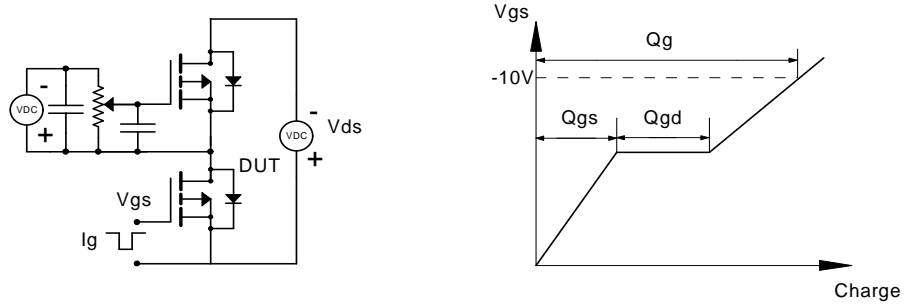 VDC
-
+
Vgs
Ig
DUT
VDC
-
+
Vds
Vgs
Qg
-10V
Qgs
Qgd
Charge